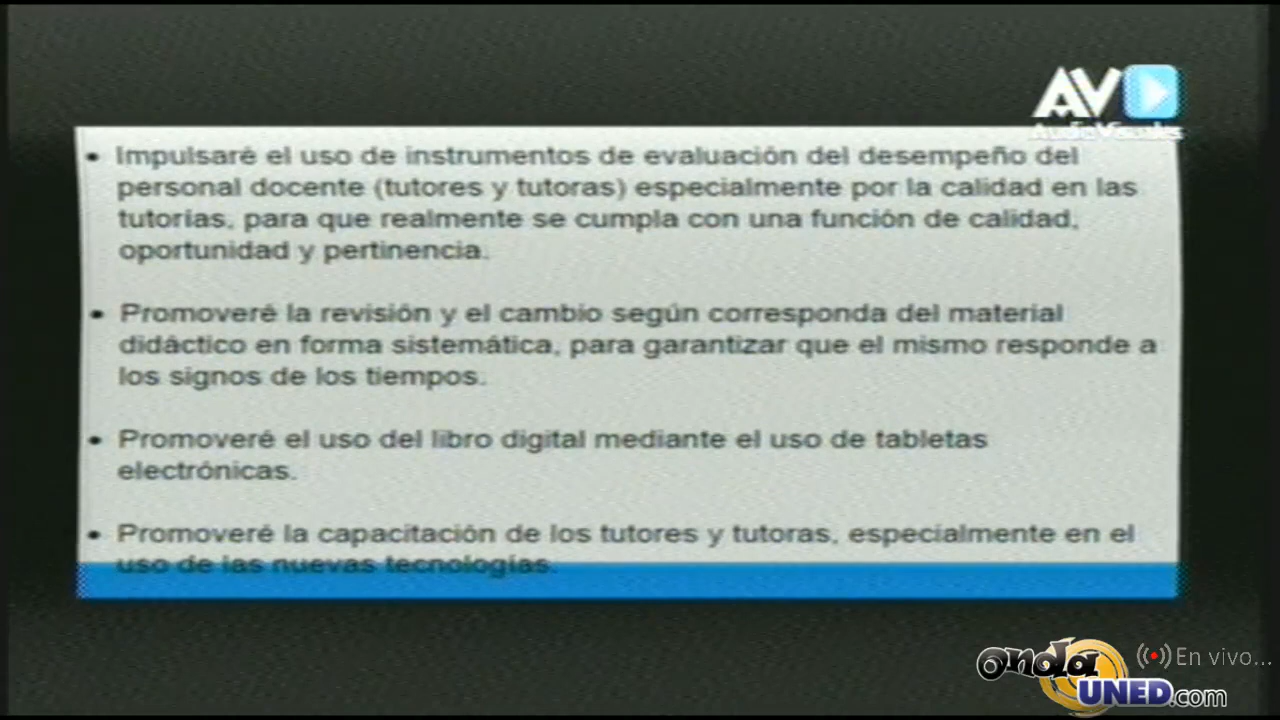 AV
AudioVisuales
• Impulsaré el uso de instrumentos de evaluación del desempeño del
personal docente (tutores y tutoras) especialmente por la calidad en las
tutorías, para que realmente se cumpla con una función de calidad,
oportunidad y pertinencia.
• Promoveré la revisión y el cambio según corresponda del material
didáctico en forma sistemática, para garantizar que el mismo responde a
los signos de los tiempos.
• Promoveré el uso del libro digital mediante el uso de tabletas
electrónicas.
• Promoveré la capacitación de los tutores y tutoras, especialmente en el
uso de las nuevas tecnologías.
onda
UNED.com
En vivo...